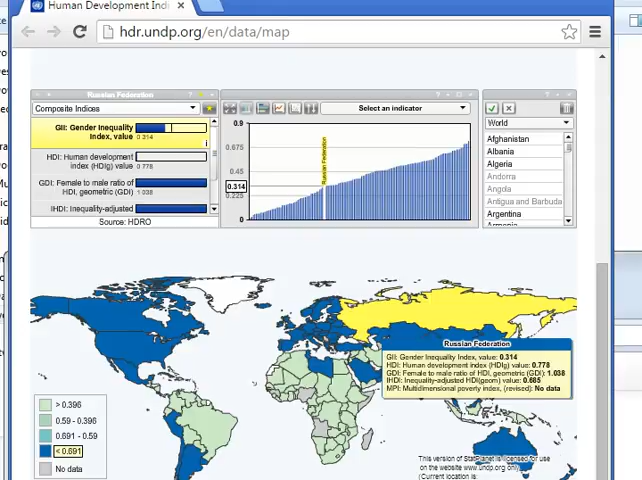 Human Development Indi
hdr.undp.org/en/data/map
Russian Federation
Composite Indices
GII: Gender Inequality
Index, value 0.314
HDI: Human development
index (HDIg) value 0.778
GDI: Female to male ratio of
HDI, geometric (GDI) 1.038
IHDI: Inequality-adjusted
Source: HDRO
Select an indicator
0.9
0.675
0.45
0.314
0.225
0
Russian Federation
World
Afghanistan
Albania
Algeria
Andorra
Angola
Antigua and Barbuda
Argentina
Armenia
Russian Federation
GII: Gender Inequality Index, value: 0.314
HDI: Human development index (HDIg) value: 0.778
GDI: Female to male ratio of HDI, geometric (GDI): 1.038
IHDI: Inequality-adjusted HDI(geom) value: 0.685
MPI: Multidimensional poverty index, (revised): No data
> 0.396
0.59 - 0.396
0.691 - 0.59
< 0.691
No data
This version of StatPlanet is licensed for use
on the website www.undp.org only.
(Current location is: